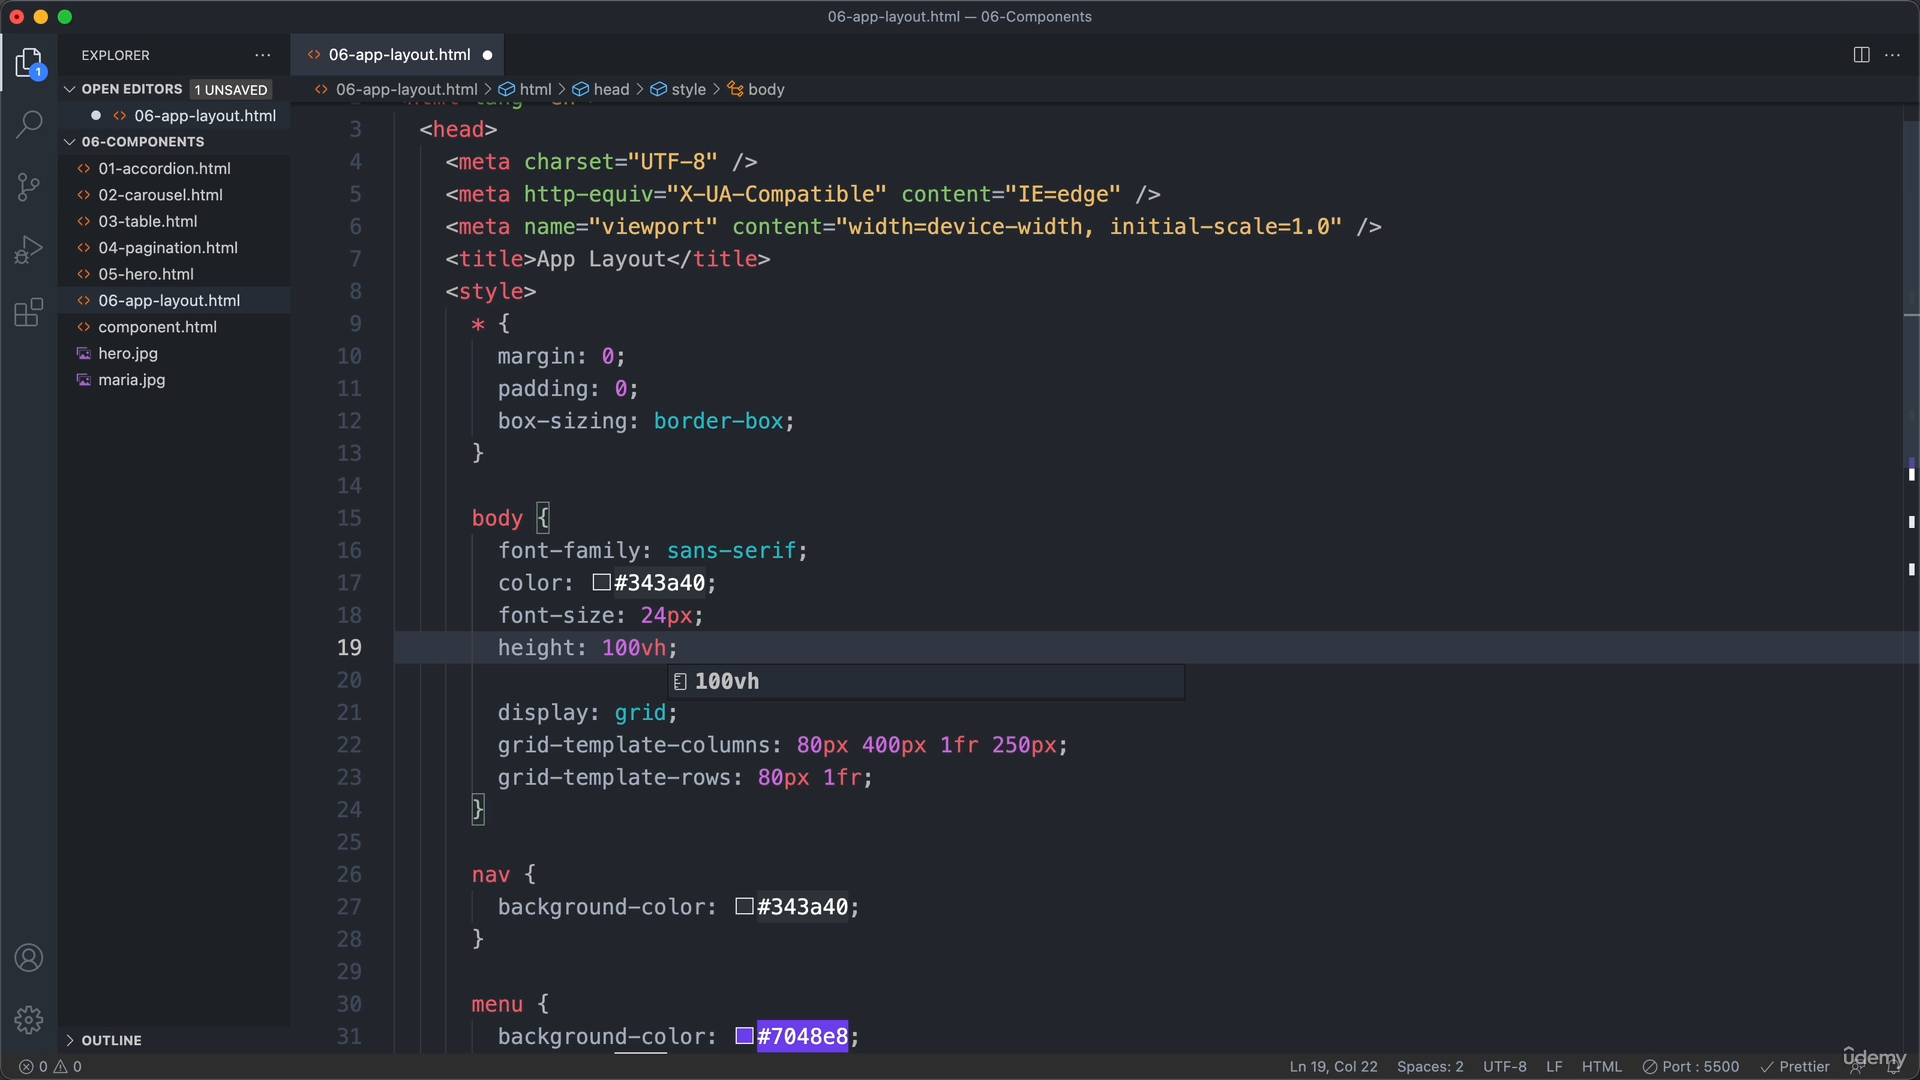 06-app-layout.html — 06-Components
EXPLORER
06-app-layout.html
1
OPEN EDITORS 1 UNSAVED
06-app-layout.html > html > head > style > body
06-app-layout.html
06-COMPONENTS
01-accordion.html
02-carousel.html
03-table.html
04-pagination.html
05-hero.html
06-app-layout.html
component.html
hero.jpg
maria.jpg
OUTLINE
3 <head>
4 <meta charset="UTF-8" />
5 <meta http-equiv="X-UA-Compatible" content="IE=edge" />
6 <meta name="viewport" content="width=device-width, initial-scale=1.0" />
7 <title>App Layout</title>
8 <style>
9 * {
10 margin: 0;
11 padding: 0;
12 box-sizing: border-box;
13 }
14
15 body {
16 font-family: sans-serif;
17 color: #343a40;
18 font-size: 24px;
19 height: 100vh;
20
100vh
21 display: grid;
22 grid-template-columns: 80px 400px 1fr 250px;
23 grid-template-rows: 80px 1fr;
24 }
25
26 nav {
27 background-color: #343a40;
28 }
29
30 menu {
31 background-color: #7048e8;
0 0
Ln 19, Col 22 Spaces: 2 UTF-8 LF HTML Port : 5500 Prettier
ûdemy